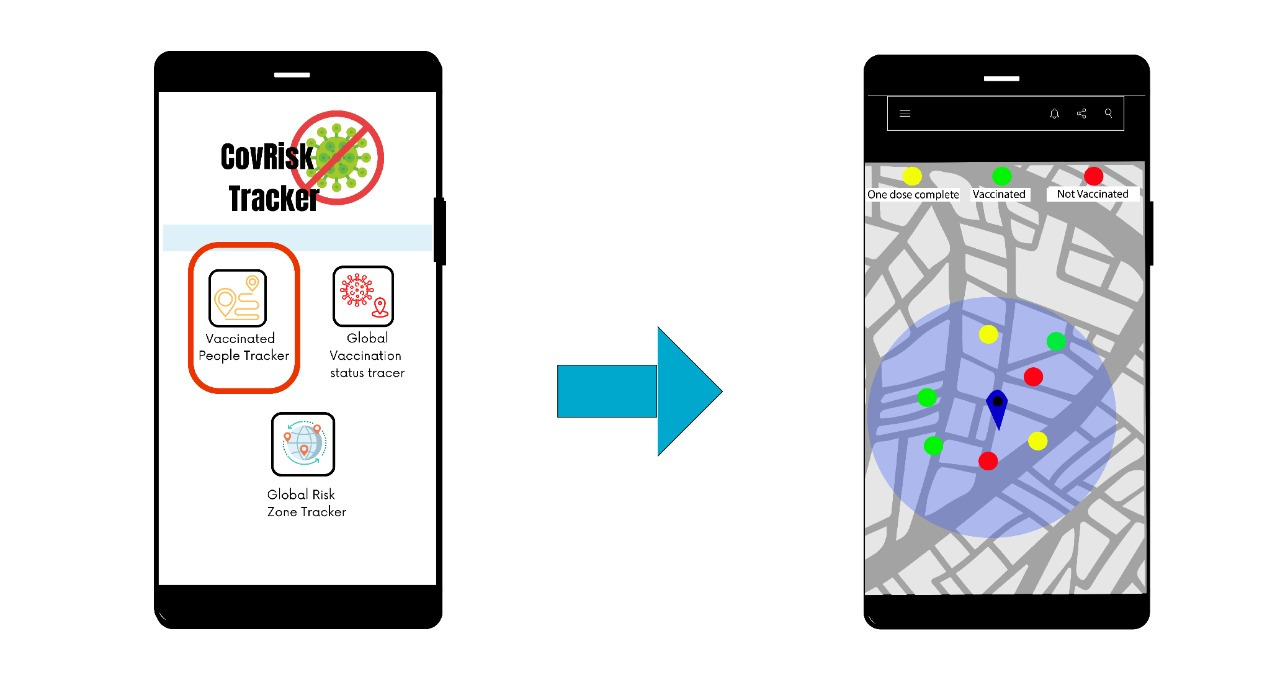 CovRisk
Tracker
Vaccinated
People Tracker
Global
Vaccination
status tracer
Global Risk
Zone Tracker
One dose complete
Vaccinated
Not Vaccinated